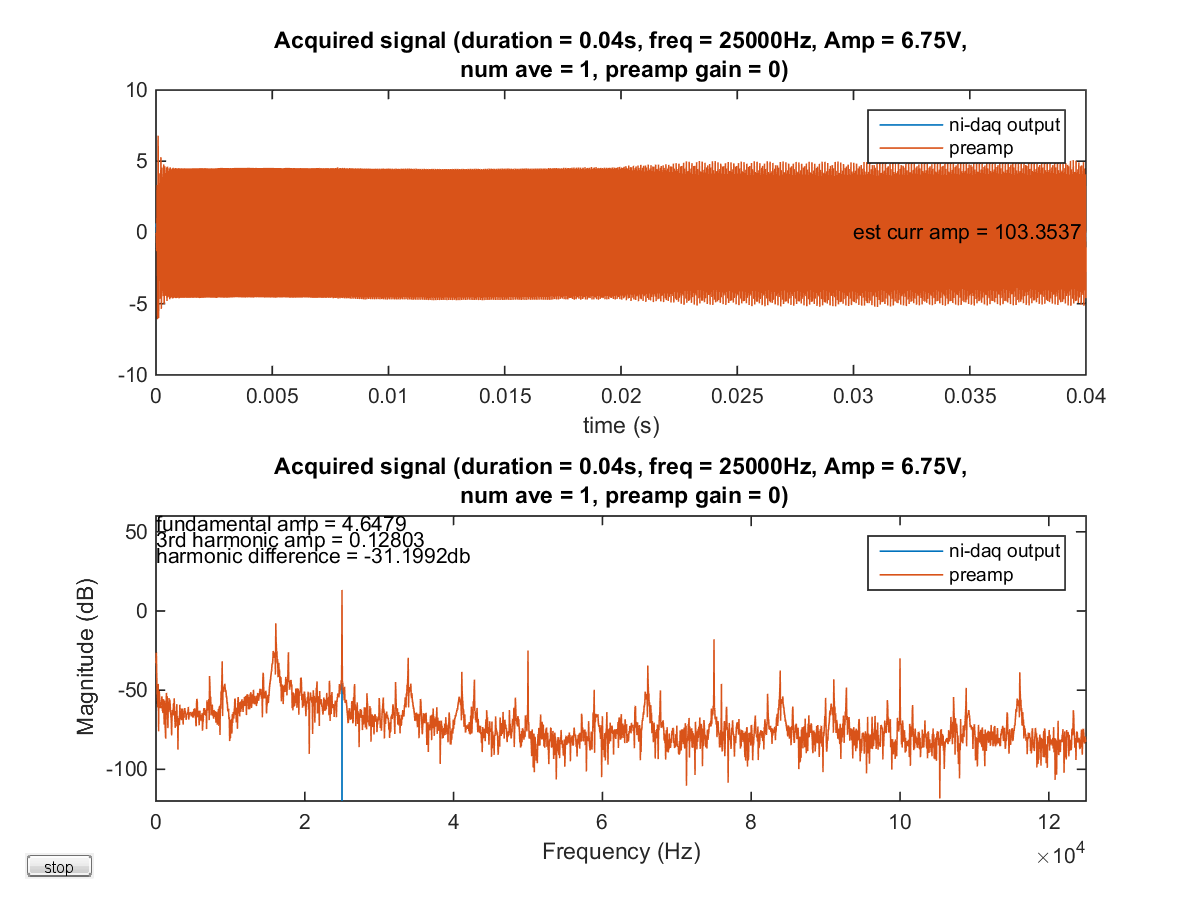 Acquired signal (duration = 0.04s, freq = 25000Hz, Amp = 6.75V,
num ave = 1, preamp gain = 0)
10
5
0
-5
-10
ni-daq output
preamp
est curr amp = 103.3537
0
0.005
0.01
0.015
0.02
0.025
0.03
0.035
0.04
time (s)
Acquired signal (duration = 0.04s, freq = 25000Hz, Amp = 6.75V,
num ave = 1, preamp gain = 0)
fundamental amp = 4.6479
3rd harmonic amp = 0.12803
harmonic difference = -31.1992db
ni-daq output
preamp
50
0
-50
-100
Magnitude (dB)
0
2
4
6
8
10
12
×10⁴
Frequency (Hz)
stop